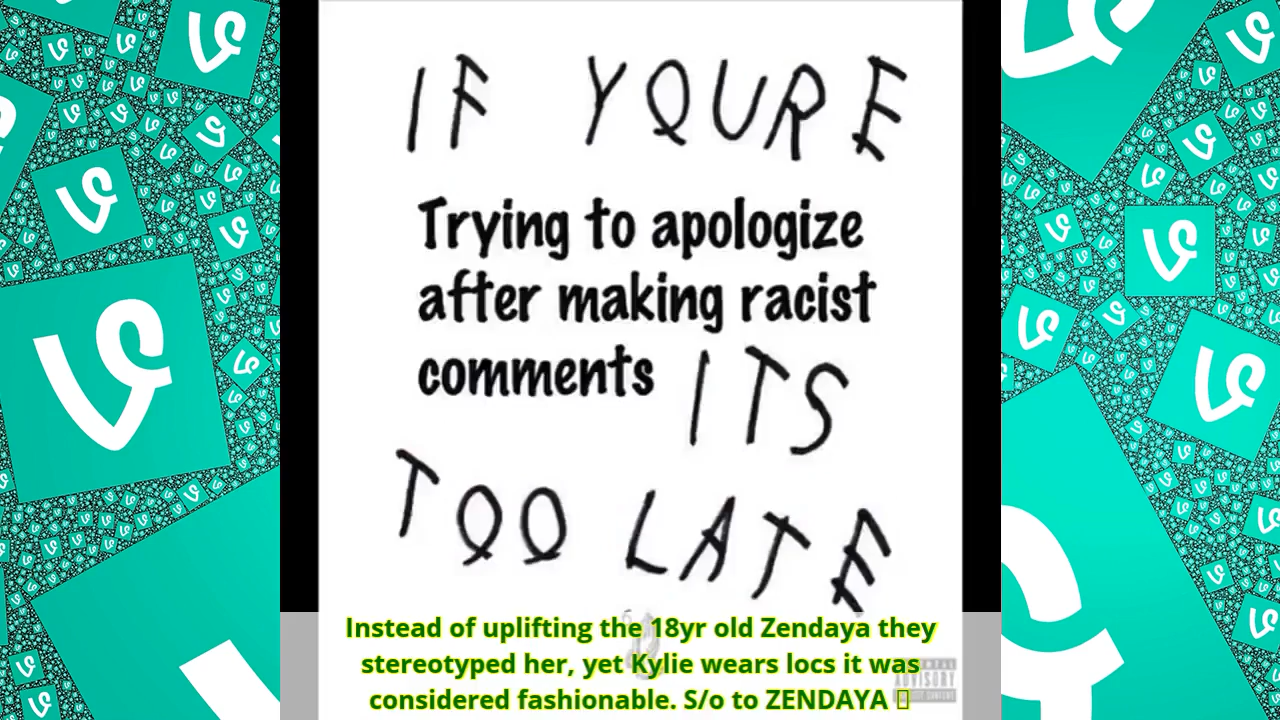 IF YOURE
Trying to apologize
after making racist
comments ITS
TOO LATE
Instead of uplifting the 18yr old Zendaya they
stereotyped her, yet Kylie wears locs it was
considered fashionable. S/o to ZENDAYA
ADVISORY